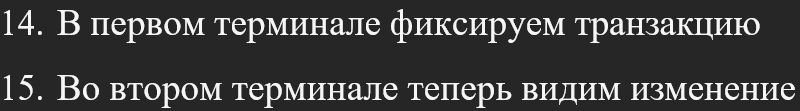 14. В первом терминале фиксируем транзакцию
15. Во втором терминале теперь видим изменение